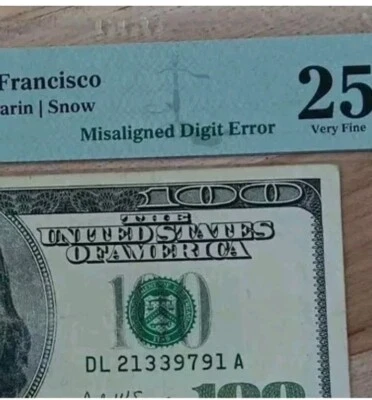 Francisco
arin | Snow
Misaligned Digit Error
25
Very Fine
100
THE
UNITED STATES
OF AMERICA
100
DL 21339791 A
100